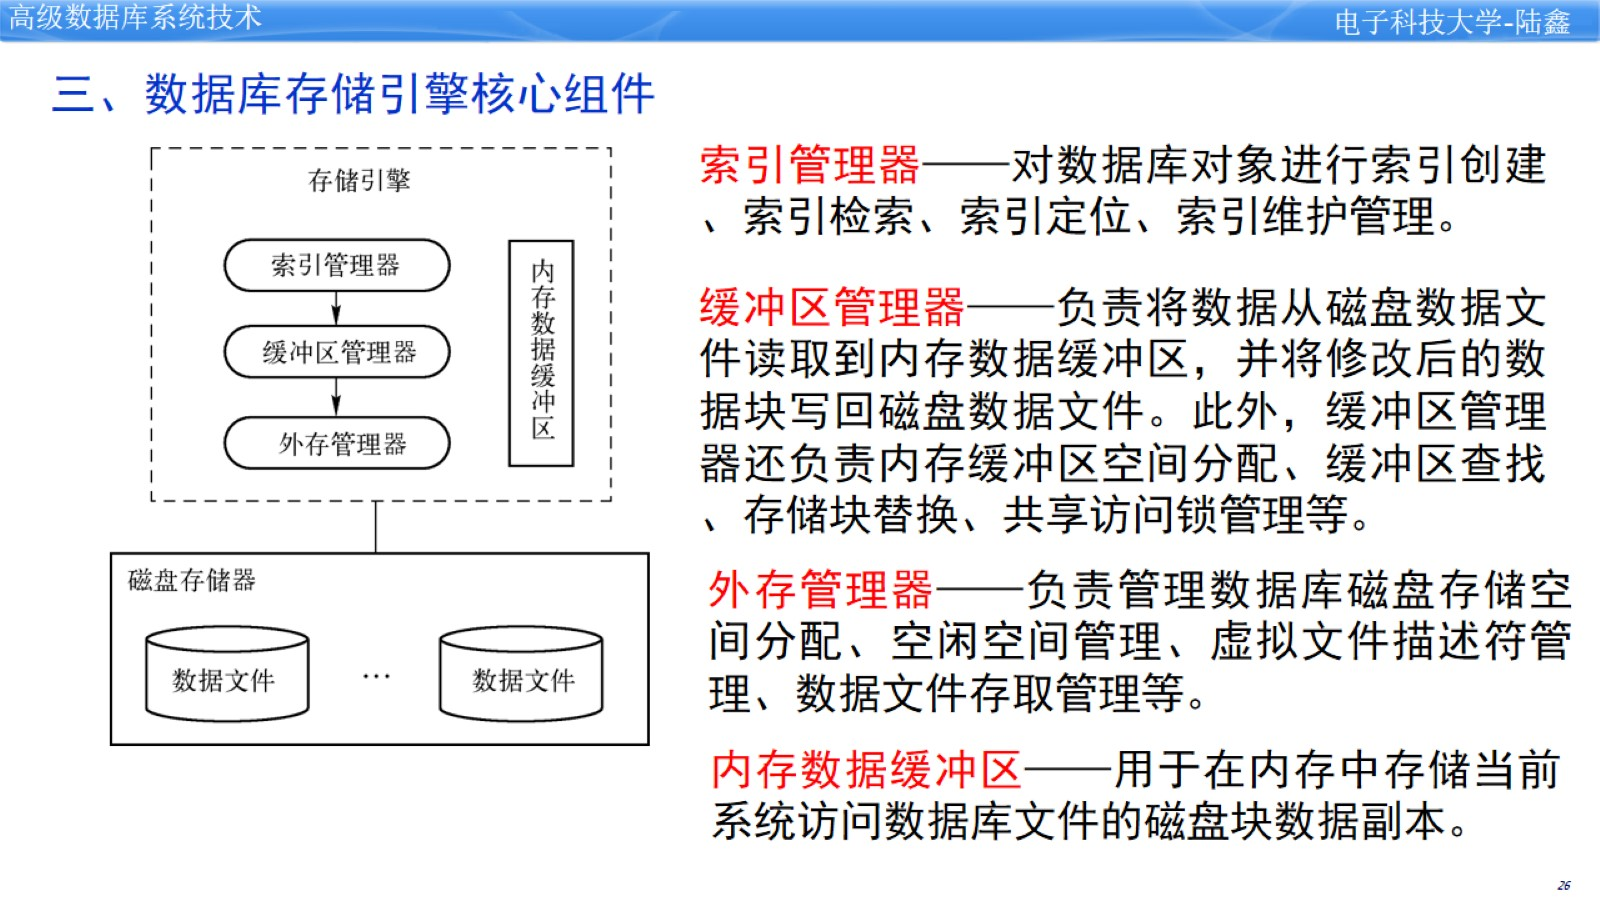 高级数据库系统技术
电子科技大学-陆鑫
三、数据库存储引擎核心组件
存储引擎
索引管理器
缓冲区管理器
外存管理器
内存数据缓冲区
磁盘存储器
数据文件
…
数据文件
索引管理器——对数据库对象进行索引创建
、索引检索、索引定位、索引维护管理。
缓冲区管理器——负责将数据从磁盘数据文
件读取到内存数据缓冲区，并将修改后的数
据块写回磁盘数据文件。此外，缓冲区管理
器还负责内存缓冲区空间分配、缓冲区查找
、存储块替换、共享访问锁管理等。
外存管理器——负责管理数据库磁盘存储空
间分配、空闲空间管理、虚拟文件描述符管
理、数据文件存取管理等。
内存数据缓冲区——用于在内存中存储当前
系统访问数据库文件的磁盘块数据副本。
26